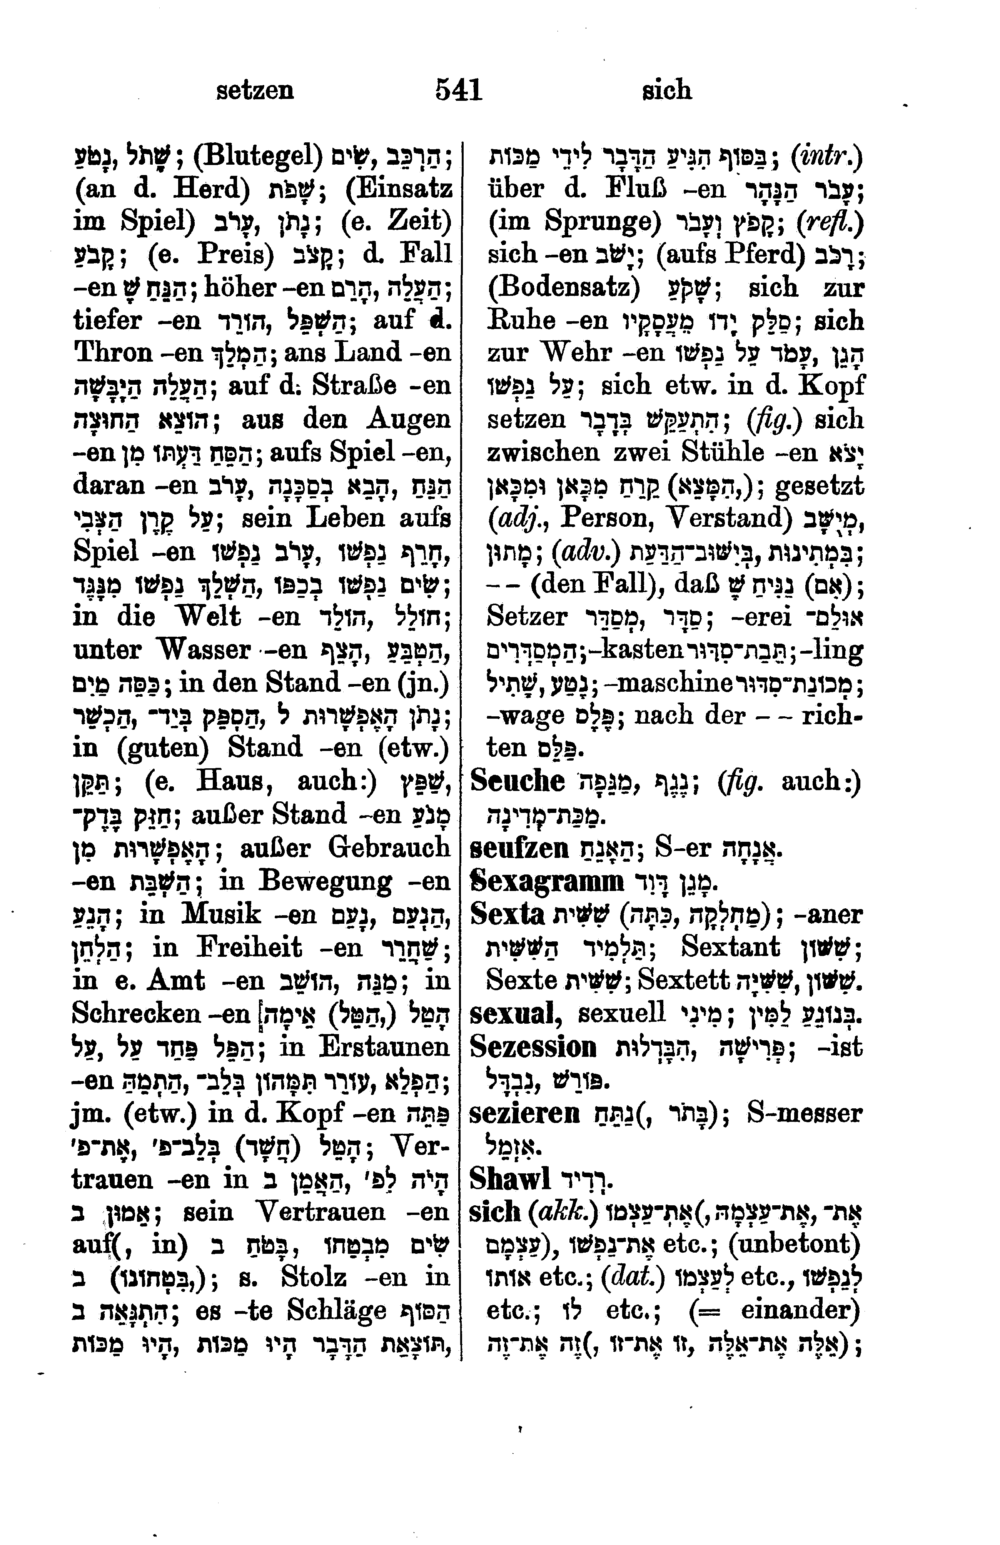 setzen 541 sich
שָׁתֹל, נָטֹעַ; (Blutegel) הַרְכֵּב, שִׂים;
(an d. Herd) שָׁפֹת; (Einsatz
im Spiel) נָתֹן, עָרֹב; (e. Zeit)
קָבֹעַ; (e. Preis) קָצֹב; d. Fall
-en הַנַּח שֶׁ; höher -en הַעֲלֵה, הָרֵם;
tiefer -en הַשְׁפֵּל, הוֹרֵד; auf d.
Thron -en הַמְלֵךְ; ans Land -en
הַעֲלֵה הַיַּבָּשָׁה; auf d. Straße -en
הוֹצֵא הַחוּצָה; aus den Augen
-en הַסַּח דַּעְתּוֹ מִן; aufs Spiel -en,
daran -en הַנַּח, הָבֵא בְסַכָּנָה, עָרֹב
עַל קֶרֶן הַצְּבִי; sein Leben aufs
Spiel -en חָרֵף נַפְשׁוֹ, עָרֹב נַפְשׁוֹ,
שִׂים נַפְשׁוֹ בְכַפּוֹ, הַשְׁלֵךְ נַפְשׁוֹ מִנֶּגֶד;
in die Welt -en חוֹלֵל, הוֹלֵד;
unter Wasser -en הַטְבֵּעַ, הָצֵף,
כַּסֵּה מַיִם; in den Stand -en (jn.)
נָתֹן הָאֶפְשָׁרוּת לְ, הַסְפֵּק בְּיַד־, הַכְשֵׁר;
in (guten) Stand -en (etw.)
תַּקֵּן; (e. Haus, auch:) שַׁפֵּץ,
חַזֵּק בֶּדֶק־; außer Stand -en מָנֹעַ
הָאֶפְשָׁרוּת מִן; außer Gebrauch
-en הַשְׁבֵּת; in Bewegung -en
הָנֵעַ; in Musik -en הַנְעֵם, נָעֵם,
הַלְחֵן; in Freiheit -en שַׁחְרֵר;
in e. Amt -en מַנֵּה, הוֹשֵׁב; in
Schrecken -en הָטֵל (הַטֵּל,) אֵימָה]
עַל, הַפֵּל פַּחַד עַל; in Erstaunen
-en הַפְלֵא, עוֹרֵר תִּמָּהוֹן בְּלֵב־, הַתְמֵהַּ;
jm. (etw.) in d. Kopf -en פַּתֵּה
אֶת־פ', הָטֵל (חֲשָׁד) בְּלֵב־פ'; Ver-
trauen -en in הָיֹה לְפ', הַאֲמֵן בְּ
אֵמוּן בְּ; sein Vertrauen -en
auf(, in) שִׂים מִבְטַחוֹ, בָּטֹחַ בְּ
(בִּטְחוֹנוֹ,) בְּ; s. Stolz -en in
הִתְגָּאֵה בְּ; es -te Schläge הַסּוֹף
תּוֹצְאַת הַדָּבָר הָיוּ מַכּוֹת, הָיוּ מַכּוֹת,
בַּסּוֹף הִגִּיעַ הַדָּבָר לִידֵי מַכּוֹת; (intr.)
über d. Fluß -en עָבֹר הַנָּהָר;
(im Sprunge) קָפֹץ וְעָבֹר; (refl.)
sich -en יָשֹׁב; (aufs Pferd) רָכֹב;
(Bodensatz) שָׁקֹעַ; sich zur
Ruhe -en סַלֵּק יָדוֹ מֵעֲסָקָיו; sich
zur Wehr -en הָגֵן, עָמֹד עַל נַפְשׁוֹ
עַל נַפְשׁוֹ; sich etw. in d. Kopf
setzen הִתְעַקֵּשׁ בְּדָבָר; (fig.) sich
zwischen zwei Stühle -en יָצֹא
(הִמָּצֵא,) קֵרֵחַ מִכָּאן וּמִכָּאן; gesetzt
(adj., Person, Verstand) מְיֻשָּׁב,
מָתוּן; (adv.) בִּמְתִינוּת, בְּיִשּׁוּב־הַדַּעַת;
-- (den Fall), daß נַנִּיחַ שֶׁ (אִם);
Setzer סַדָּר, מְסַדֵּר; -erei אוּלַם־
הַמְסַדְּרִים; -kasten תֵּבַת־סִדּוּר; -ling
נֶטַע, שְׁתִיל; -maschine מְכוֹנַת־סִדּוּר;
-wage פֶּלֶס; nach der -- rich-
ten פַּלֵּס.
Seuche מַגֵּפָה, נֶגֶף; (fig. auch:)
מַכַּת־מְדִינָה.
seufzen הֵאָנֵחַ; S-er אֲנָחָה.
Sexagramm מָגֵן דָּוִד.
Sexta שִׁשִּׁית (מַחְלָקָה, כִּתָּה); -aner
תַּלְמִיד הַשִּׁשִּׁית; Sextant שִׁשּׁוֹן;
Sexte שִׁשִּׁית; Sextett שִׁשִּׁיָּה, שִׁשּׁוֹן.
sexual, sexuell מִינִי; בְּנוֹגֵעַ לַמִּין.
Sezession פְּרִישָׁה, הִבָּדְלוּת; -ist
פּוֹרֵשׁ, נִבְדָּל.
sezieren נַתֵּחַ(, בָּתֹר); S-messer
אִזְמֵל.
Shawl רְדִיד.
sich (akk.) אֶת־עַצְמוֹ(, אֶת־עַצְמָהּ, אֶת־
עַצְמָם), אֶת־נַפְשׁוֹ etc.; (unbetont)
אוֹתוֹ etc.; (dat.) לְעַצְמוֹ etc., לְנַפְשׁוֹ
etc.; לוֹ etc.; (= einander)
זֶה אֶת־זֶה(, זוֹ אֶת־זוֹ, אֵלֶּה אֶת־אֵלֶּה);